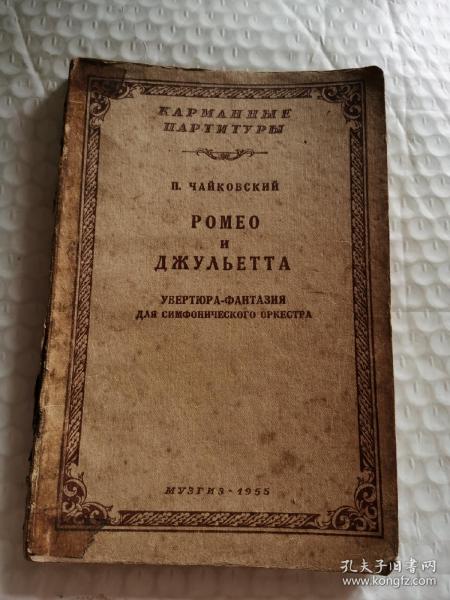 КАРМАННЫЕ
ПАРТИТУРЫ
П. ЧАЙКОВСКИЙ
РОМЕО
И
ДЖУЛЬЕТТА
УВЕРТЮРА-ФАНТАЗИЯ
ДЛЯ СИМФОНИЧЕСКОГО ОРКЕСТРА
МУЗГИЗ - 1955
孔夫子旧书网
www.kongfz.com